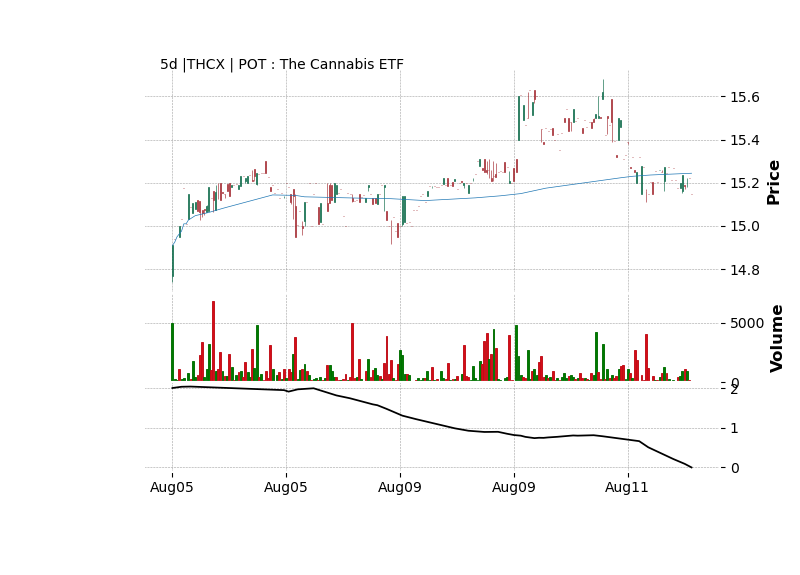 5d |THCX | POT : The Cannabis ETF
15.6
15.4
15.2
15.0
14.8
Price
5000
0
Volume
2
1
0
Aug05
Aug05
Aug09
Aug09
Aug11